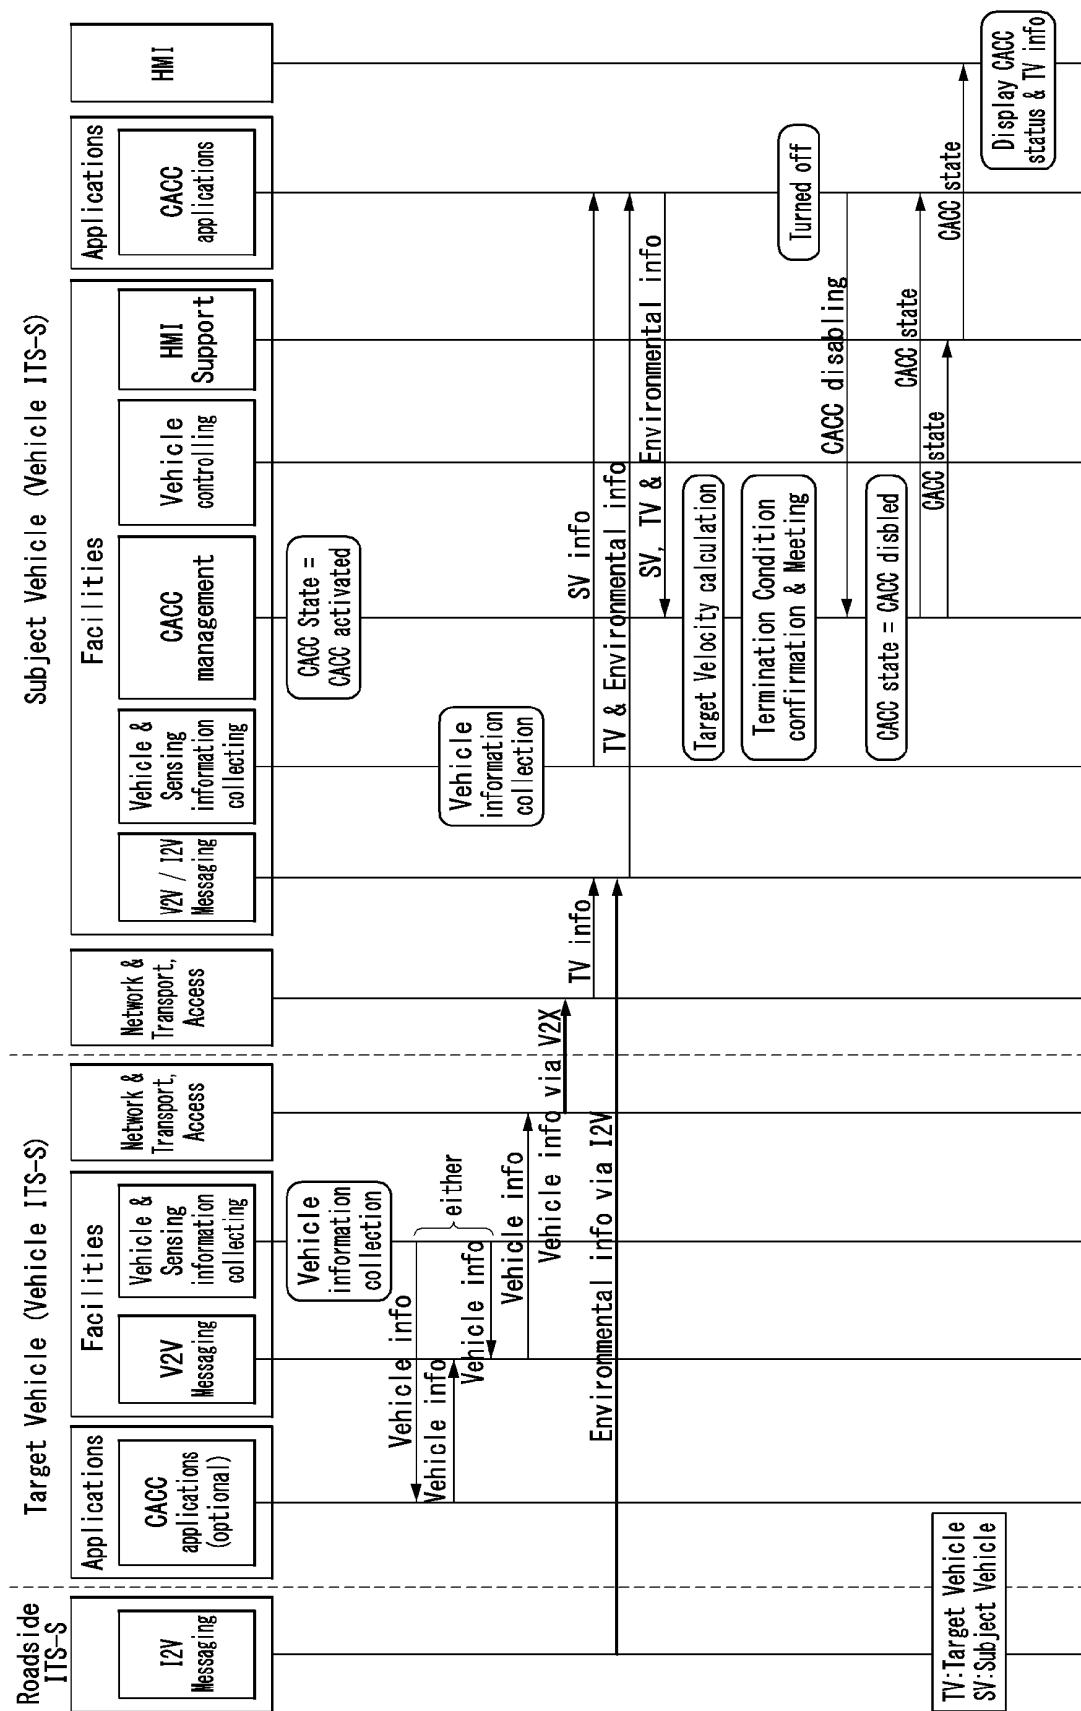 Roadside
ITS-S
Target Vehicle (Vehicle ITS-S)
Subject Vehicle (Vehicle ITS-S)
I2V
Messaging
Applications
CACC
applications
(optional)
Facilities
V2V
Messaging
Vehicle &
Sensing
information
collecting
Network &
Transport,
Access
Network &
Transport,
Access
Facilities
V2V / I2V
Messaging
Vehicle &
Sensing
information
collecting
CACC
management
Vehicle
controlling
HMI
Support
Applications
CACC
applications
HMI
Vehicle
information
collection
CACC State =
CACC activated
either
Vehicle info
Vehicle info
Vehicle info
Vehicle info
Vehicle
information
collection
Vehicle info via V2X
TV info
SV info
Environmental info via I2V
TV & Environmental info
SV, TV & Environmental info
Target Velocity calculation
Termination Condition
confirmation & Meeting
Turned off
CACC disabling
CACC state = CACC disbled
CACC state
CACC state
CACC state
Display CACC
status & TV info
TV:Target Vehicle
SV:Subject Vehicle